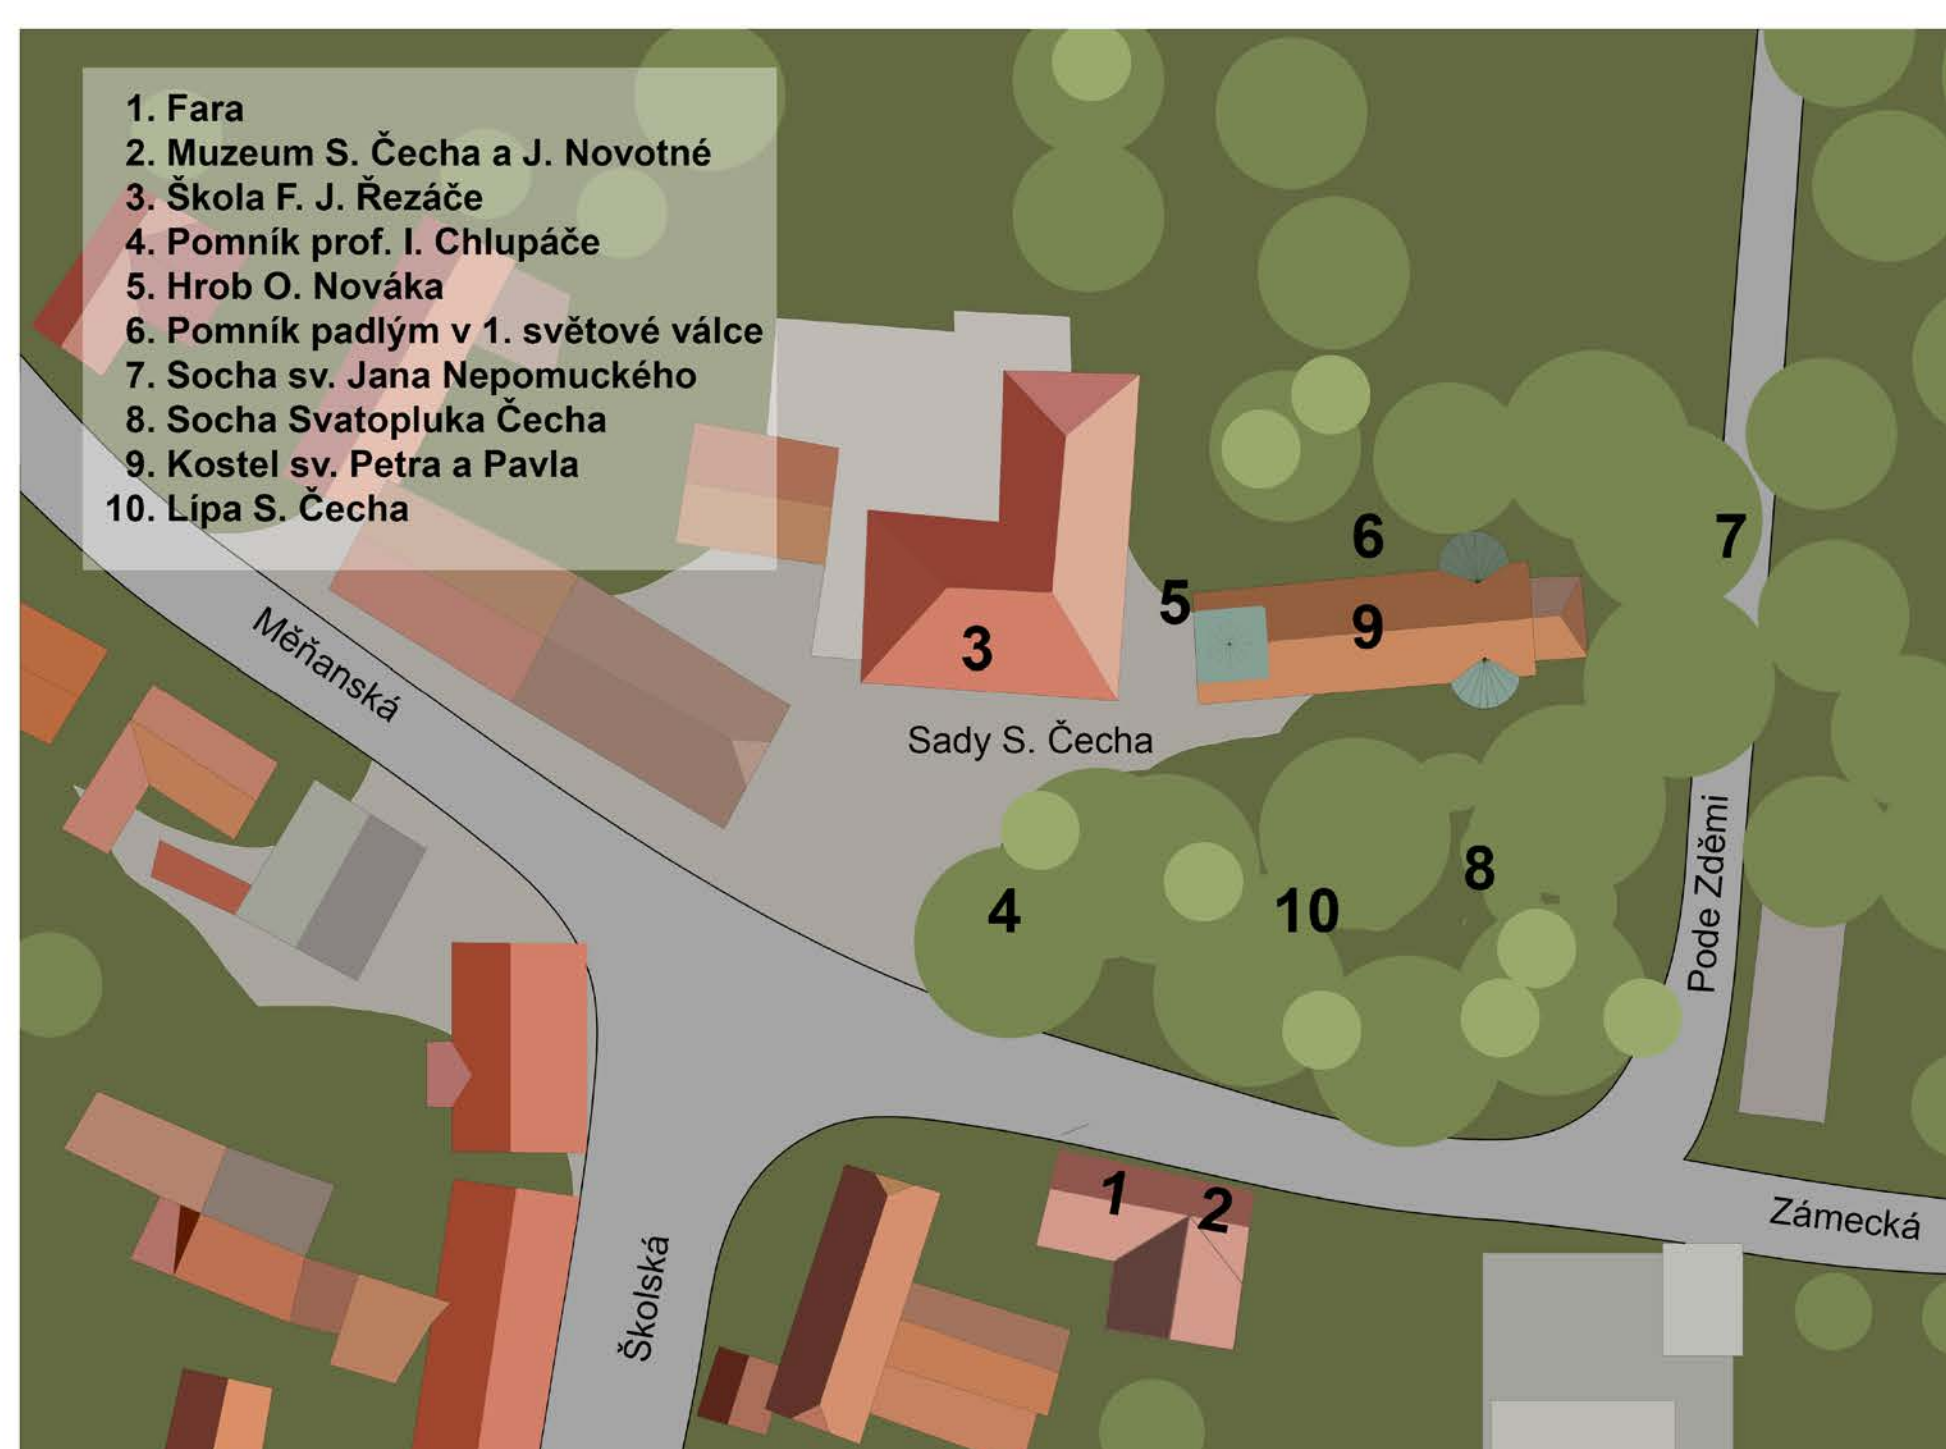 1. Fara
2. Muzeum S. Čecha a J. Novotné
3. Škola F. J. Řezáče
4. Pomník prof. I. Chlupáče
5. Hrob O. Nováka
6. Pomník padlým v 1. světové válce
7. Socha sv. Jana Nepomuckého
8. Socha Svatopluka Čecha
9. Kostel sv. Petra a Pavla
10. Lípa S. Čecha
6
7
5
9
3
Měňanská
Sady S. Čecha
8
4
10
Pode Zděmi
1
2
Zámecká
Školská